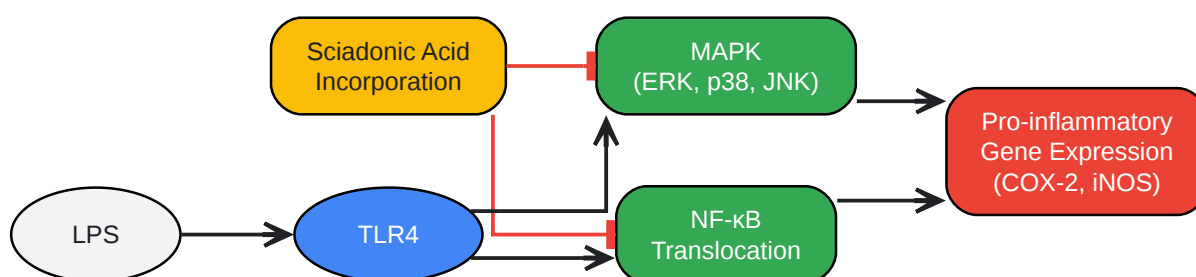 Sciadonic Acid
Incorporation
MAPK
(ERK, p38, JNK)
Pro-inflammatory
Gene Expression
(COX-2, iNOS)
LPS
TLR4
NF-κB
Translocation